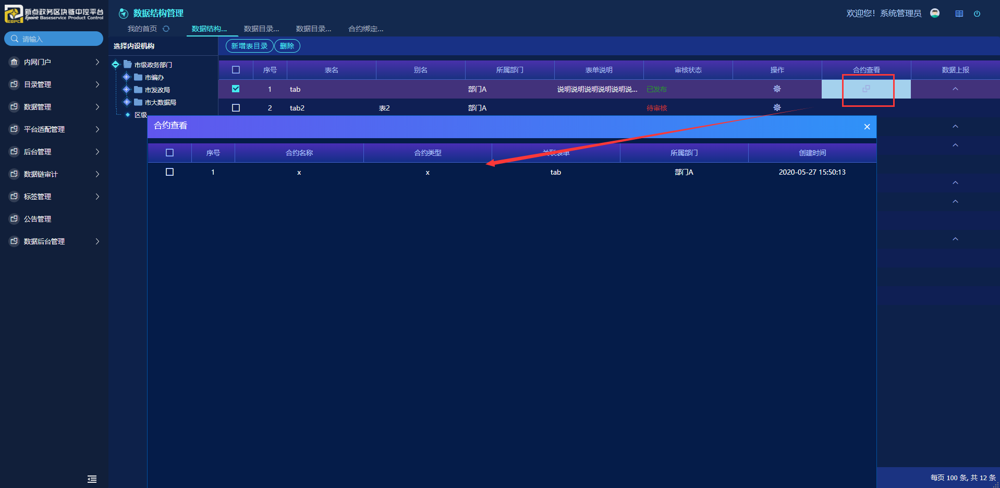 新点政务区块链中控平台
Epoint Baseservice Product Control
EBPC
数据结构管理
欢迎您！系统管理员
我的首页
数据结构...
数据目录...
数据目录...
合约绑定...
请输入
内网门户
目录管理
数据管理
平台适配管理
后台管理
数据链审计
标签管理
公告管理
数据后台管理
选择内设机构
市级政务部门
市编办
市发改局
市大数据局
区级
新增表目录 删除
序号 表名 别名 所属部门 表单说明 审核状态 操作 合约查看 数据上报
1 tab 部门A 说明说明说明说明说明说... 已发布
2 tab2 表2 部门A 待审核
合约查看
序号 合约名称 合约类型 关联表单 所属部门 创建时间
1 x x tab 部门A 2020-05-27 15:50:13
每页 100 条, 共 12 条